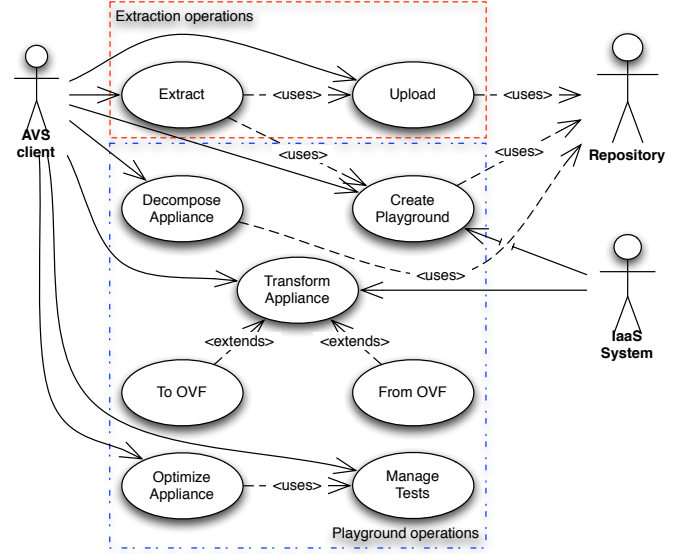 Extraction operations
Extract
<uses>
Upload
<uses>
AVS
client
Repository
<uses>
<uses>
Decompose
Appliance
Create
Playground
<uses>
Transform
Appliance
IaaS
System
<extends>
<extends>
To OVF
From OVF
Optimize
Appliance
<uses>
Manage
Tests
Playground operations